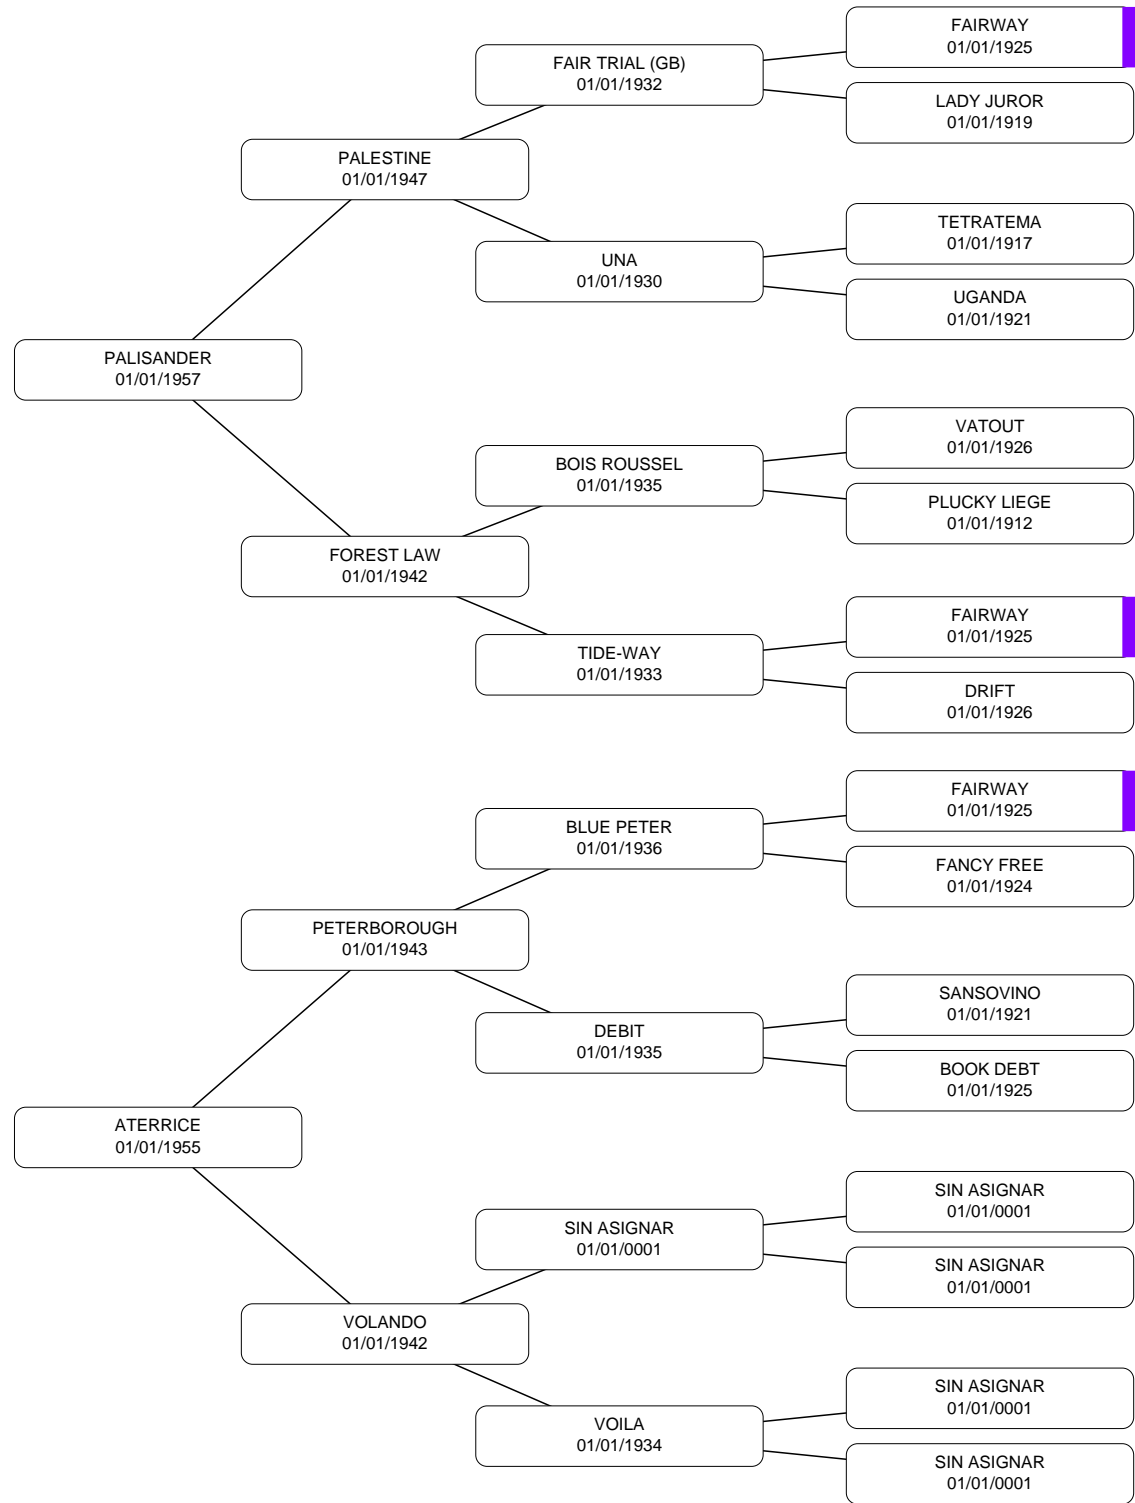 FAIRWAY
01/01/1925
FAIR TRIAL (GB)
01/01/1932
LADY JUROR
01/01/1919
PALESTINE
01/01/1947
TETRATEMA
01/01/1917
UNA
01/01/1930
UGANDA
01/01/1921
PALISANDER
01/01/1957
VATOUT
01/01/1926
BOIS ROUSSEL
01/01/1935
PLUCKY LIEGE
01/01/1912
FOREST LAW
01/01/1942
FAIRWAY
01/01/1925
TIDE-WAY
01/01/1933
DRIFT
01/01/1926
FAIRWAY
01/01/1925
BLUE PETER
01/01/1936
FANCY FREE
01/01/1924
PETERBOROUGH
01/01/1943
SANSOVINO
01/01/1921
DEBIT
01/01/1935
BOOK DEBT
01/01/1925
ATERRICE
01/01/1955
SIN ASIGNAR
01/01/0001
SIN ASIGNAR
01/01/0001
SIN ASIGNAR
01/01/0001
VOLANDO
01/01/1942
SIN ASIGNAR
01/01/0001
VOILA
01/01/1934
SIN ASIGNAR
01/01/0001